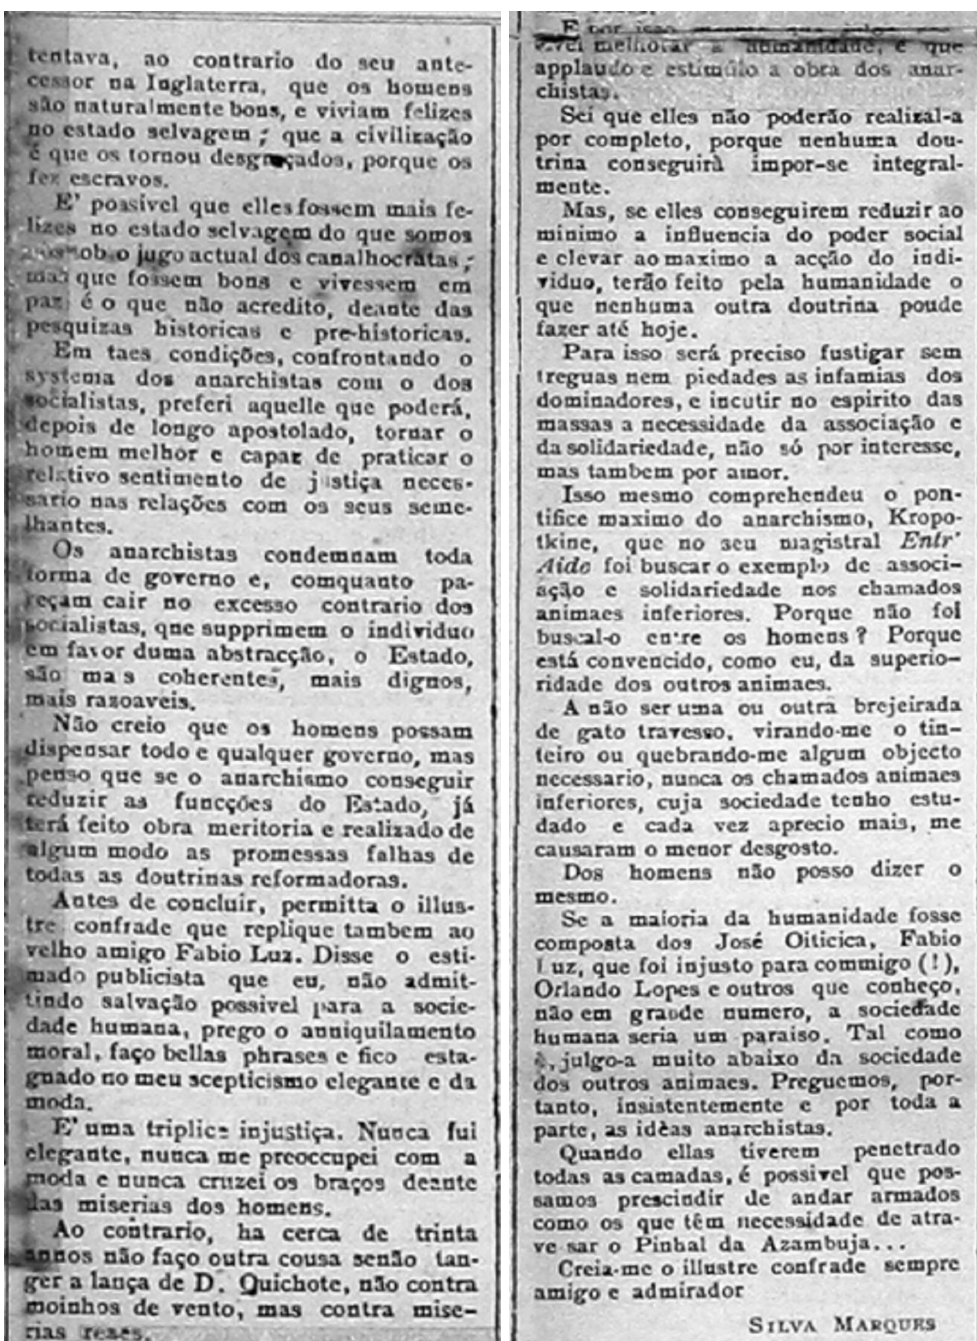 tentava, ao contrario do seu ante-
cessor na Inglaterra, que os homens
são naturalmente bons, e viviam felizes
no estado selvagem; que a civilização
é que os tornou desgraçados, porque os
fez escravos.
E' possivel que elles fossem mais fe-
lizes no estado selvagem do que somos
sob o jugo actual dos canalhocratas;
mas que fossem bons e vivessem em
paz é o que não acredito, deante das
pesquizas historicas e pre-historicas.
Em taes condições, confrontando o
systema dos anarchistas com o dos
socialistas, preferi aquelle que poderá,
depois de longo apostolado, tornar o
homem melhor e capaz de praticar o
relativo sentimento de justiça neces-
sario nas relações com os seus seme-
lhantes.
Os anarchistas condemnam toda
forma de governo e, comquanto pa-
reçam cair no excesso contrario dos
socialistas, que supprimem o individuo
em favor duma abstracção, o Estado,
são mais coherentes, mais dignos,
mais razoaveis.
Não creio que os homens possam
dispensar todo e qualquer governo, mas
penso que se o anarchismo conseguir
reduzir as funcções do Estado, já
terá feito obra meritoria e realizado de
algum modo as promessas falhas de
todas as doutrinas reformadoras.
Antes de concluir, permitta o illus-
tre confrade que replique tambem ao
velho amigo Fabio Luz. Disse o esti-
mado publicista que eu, não admit-
tindo salvação possivel para a socie-
dade humana, prego o anniquilamento
moral, faço bellas phrases e fico esta-
gnado no meu scepticismo elegante e da
moda.
E' uma triplice injustiça. Nunca fui
elegante, nunca me preoccupei com a
moda e nunca cruzei os braços deante
das miserias dos homens.
Ao contrario, ha cerca de trinta
annos não faço outra cousa senão tan-
ger a lança de D. Quichote, não contra
moinhos de vento, mas contra mise-
rias reaes.
E por isso
vel melhorar a humanidade, é que
applaudo e estimúlo a obra dos anar-
chistas.
Sei que elles não poderão realizal-a
por completo, porque nenhuma dou-
trina conseguirá impor-se integral-
mente.
Mas, se elles conseguirem reduzir ao
minimo a influencia do poder social
e elevar ao maximo a acção do indi-
viduo, terão feito pela humanidade o
que nenhuma outra doutrina poude
fazer até hoje.
Para isso será preciso fustigar sem
treguas nem piedades as infamias dos
dominadores, e incutir no espirito das
massas a necessidade da associação e
da solidariedade, não só por interesse,
mas tambem por amor.
Isso mesmo comprehendeu o pon-
tifice maximo do anarchismo, Kropo-
tkine, que no seu magistral Entr'
Aide foi buscar o exemplo de associ-
ação e solidariedade nos chamados
animaes inferiores. Porque não foi
buscal-o entre os homens? Porque
está convencido, como eu, da superio-
ridade dos outros animaes.
A não ser uma ou outra brejeirada
de gato travesso, virando-me o tin-
teiro ou quebrando-me algum objecto
necessario, nunca os chamados animaes
inferiores, cuja sociedade tenho estu-
dado e cada vez aprecio mais, me
causaram o menor desgosto.
Dos homens não posso dizer o
mesmo.
Se a maioria da humanidade fosse
composta dos José Oiticica, Fabio
Luz, que foi injusto para commigo (!),
Orlando Lopes e outros que conheço,
não em grande numero, a sociedade
humana seria um paraiso. Tal como
é, julgo-a muito abaixo da sociedade
dos outros animaes. Preguemos, por-
tanto, insistentemente e por toda a
parte, as idèas anarchistas.
Quando ellas tiverem penetrado
todas as camadas, é possivel que pos-
samos prescindir de andar armados
como os que têm necessidade de atra-
vessar o Pinhal da Azambuja...
Creia-me o illustre confrade sempre
amigo e admirador
SILVA MARQUES